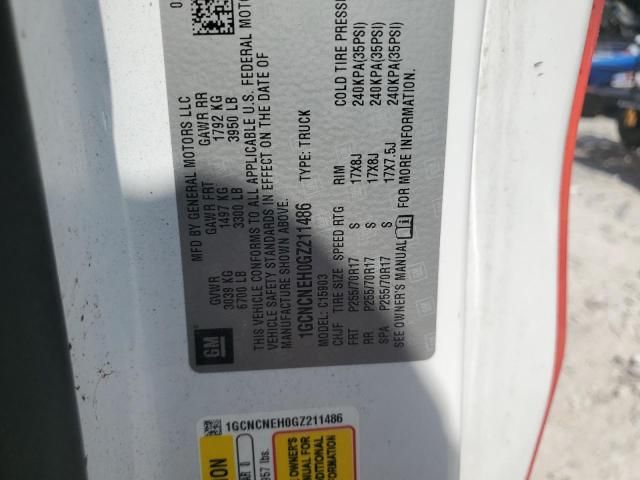 MFD BY GENERAL MOTORS LLC
GVWR GAWR FRT GAWR RR
3039 KG 1497 KG 1792 KG
6700 LB 3300 LB 3950 LB
THIS VEHICLE CONFORMS TO ALL APPLICABLE U.S. FEDERAL MOTOR
VEHICLE SAFETY STANDARDS IN EFFECT ON THE DATE OF
MANUFACTURE SHOWN ABOVE.
1GCNCNEH0GZ211486 TYPE: TRUCK
MODEL: C15903
CHJF TIRE SIZE SPEED RTG RIM COLD TIRE PRESSURE
FRT P255/70R17 S 17X8J 240KPA(35PSI)
RR P255/70R17 S 17X8J 240KPA(35PSI)
SPA P255/70R17 S 17X7.5J 240KPA(35PSI)
SEE OWNER'S MANUAL FOR MORE INFORMATION.
GM
1GCNCNEH0GZ211486